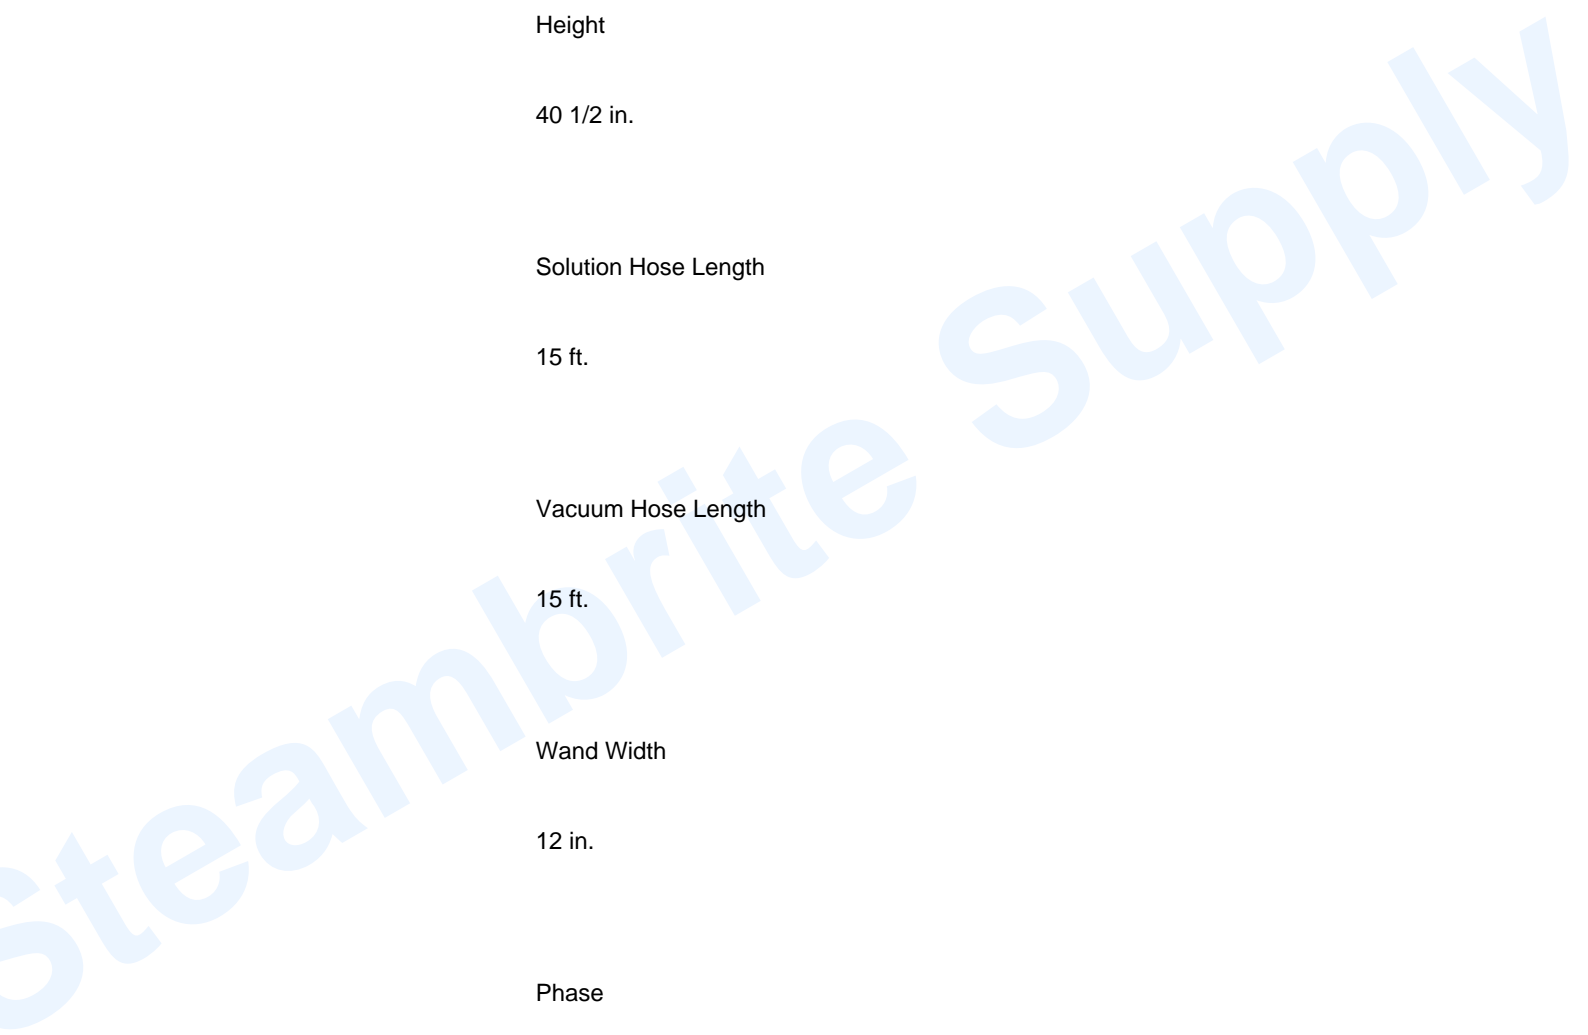 Height
40 1/2 in.
Solution Hose Length
15 ft.
Vacuum Hose Length
15 ft.
Wand Width
12 in.
Phase
Steambrite Supply